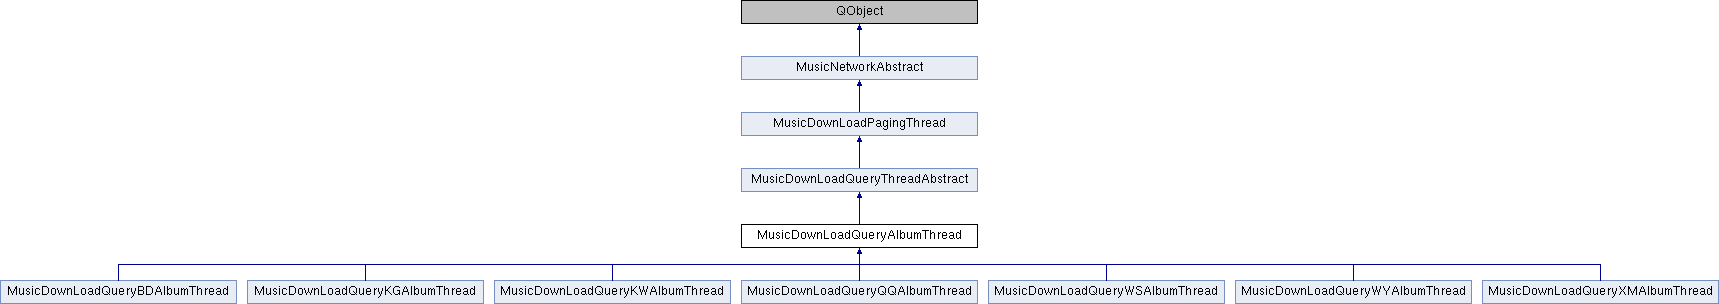 QObject
MusicNetworkAbstract
MusicDownLoadPagingThread
MusicDownLoadQueryThreadAbstract
MusicDownLoadQueryAlbumThread
MusicDownLoadQueryBDAlbumThread MusicDownLoadQueryKGAlbumThread MusicDownLoadQueryKWAlbumThread MusicDownLoadQueryQQAlbumThread MusicDownLoadQueryWSAlbumThread MusicDownLoadQueryWYAlbumThread MusicDownLoadQueryXMAlbumThread